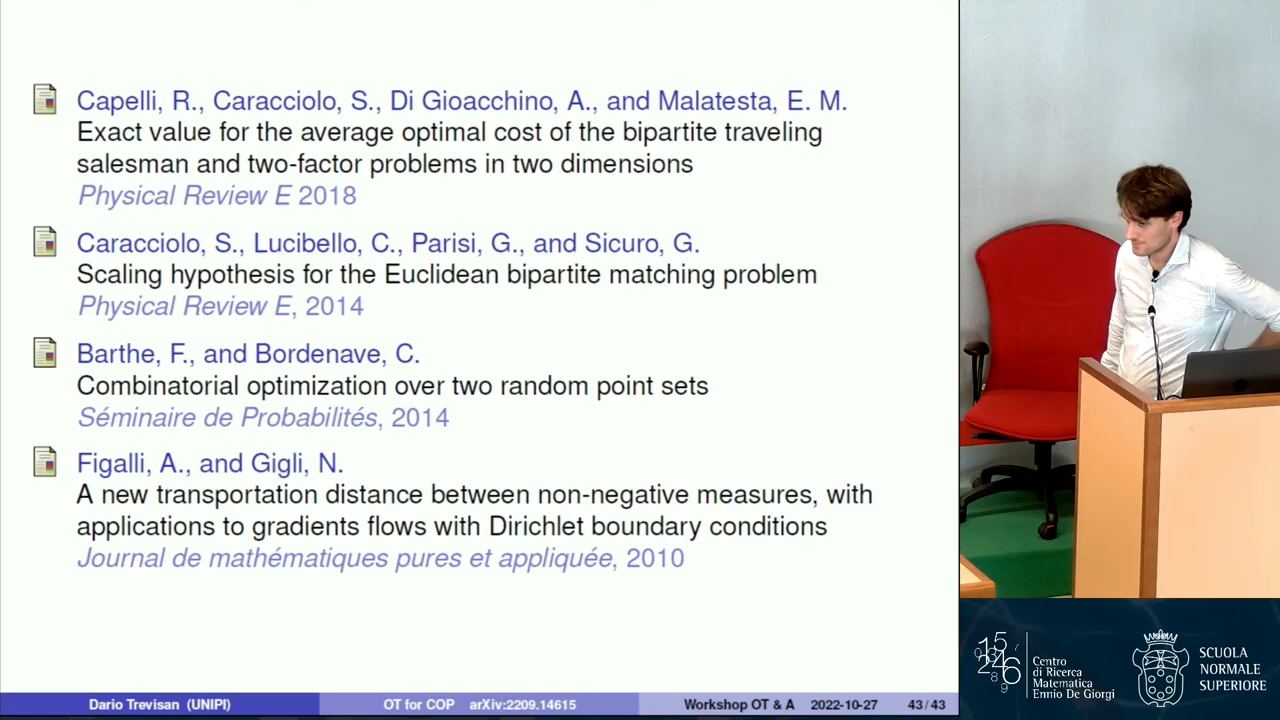 Capelli, R., Caracciolo, S., Di Gioacchino, A., and Malatesta, E. M.
Exact value for the average optimal cost of the bipartite traveling
salesman and two-factor problems in two dimensions
Physical Review E 2018
Caracciolo, S., Lucibello, C., Parisi, G., and Sicuro, G.
Scaling hypothesis for the Euclidean bipartite matching problem
Physical Review E, 2014
Barthe, F., and Bordenave, C.
Combinatorial optimization over two random point sets
Séminaire de Probabilités, 2014
Figalli, A., and Gigli, N.
A new transportation distance between non-negative measures, with
applications to gradients flows with Dirichlet boundary conditions
Journal de mathématiques pures et appliquée, 2010
Dario Trevisan (UNIPI) OT for COP arXiv:2209.14615 Workshop OT & A 2022-10-27 43 / 43
Centro
di Ricerca
Matematica
Ennio De Giorgi
SCUOLA
NORMALE
SUPERIORE